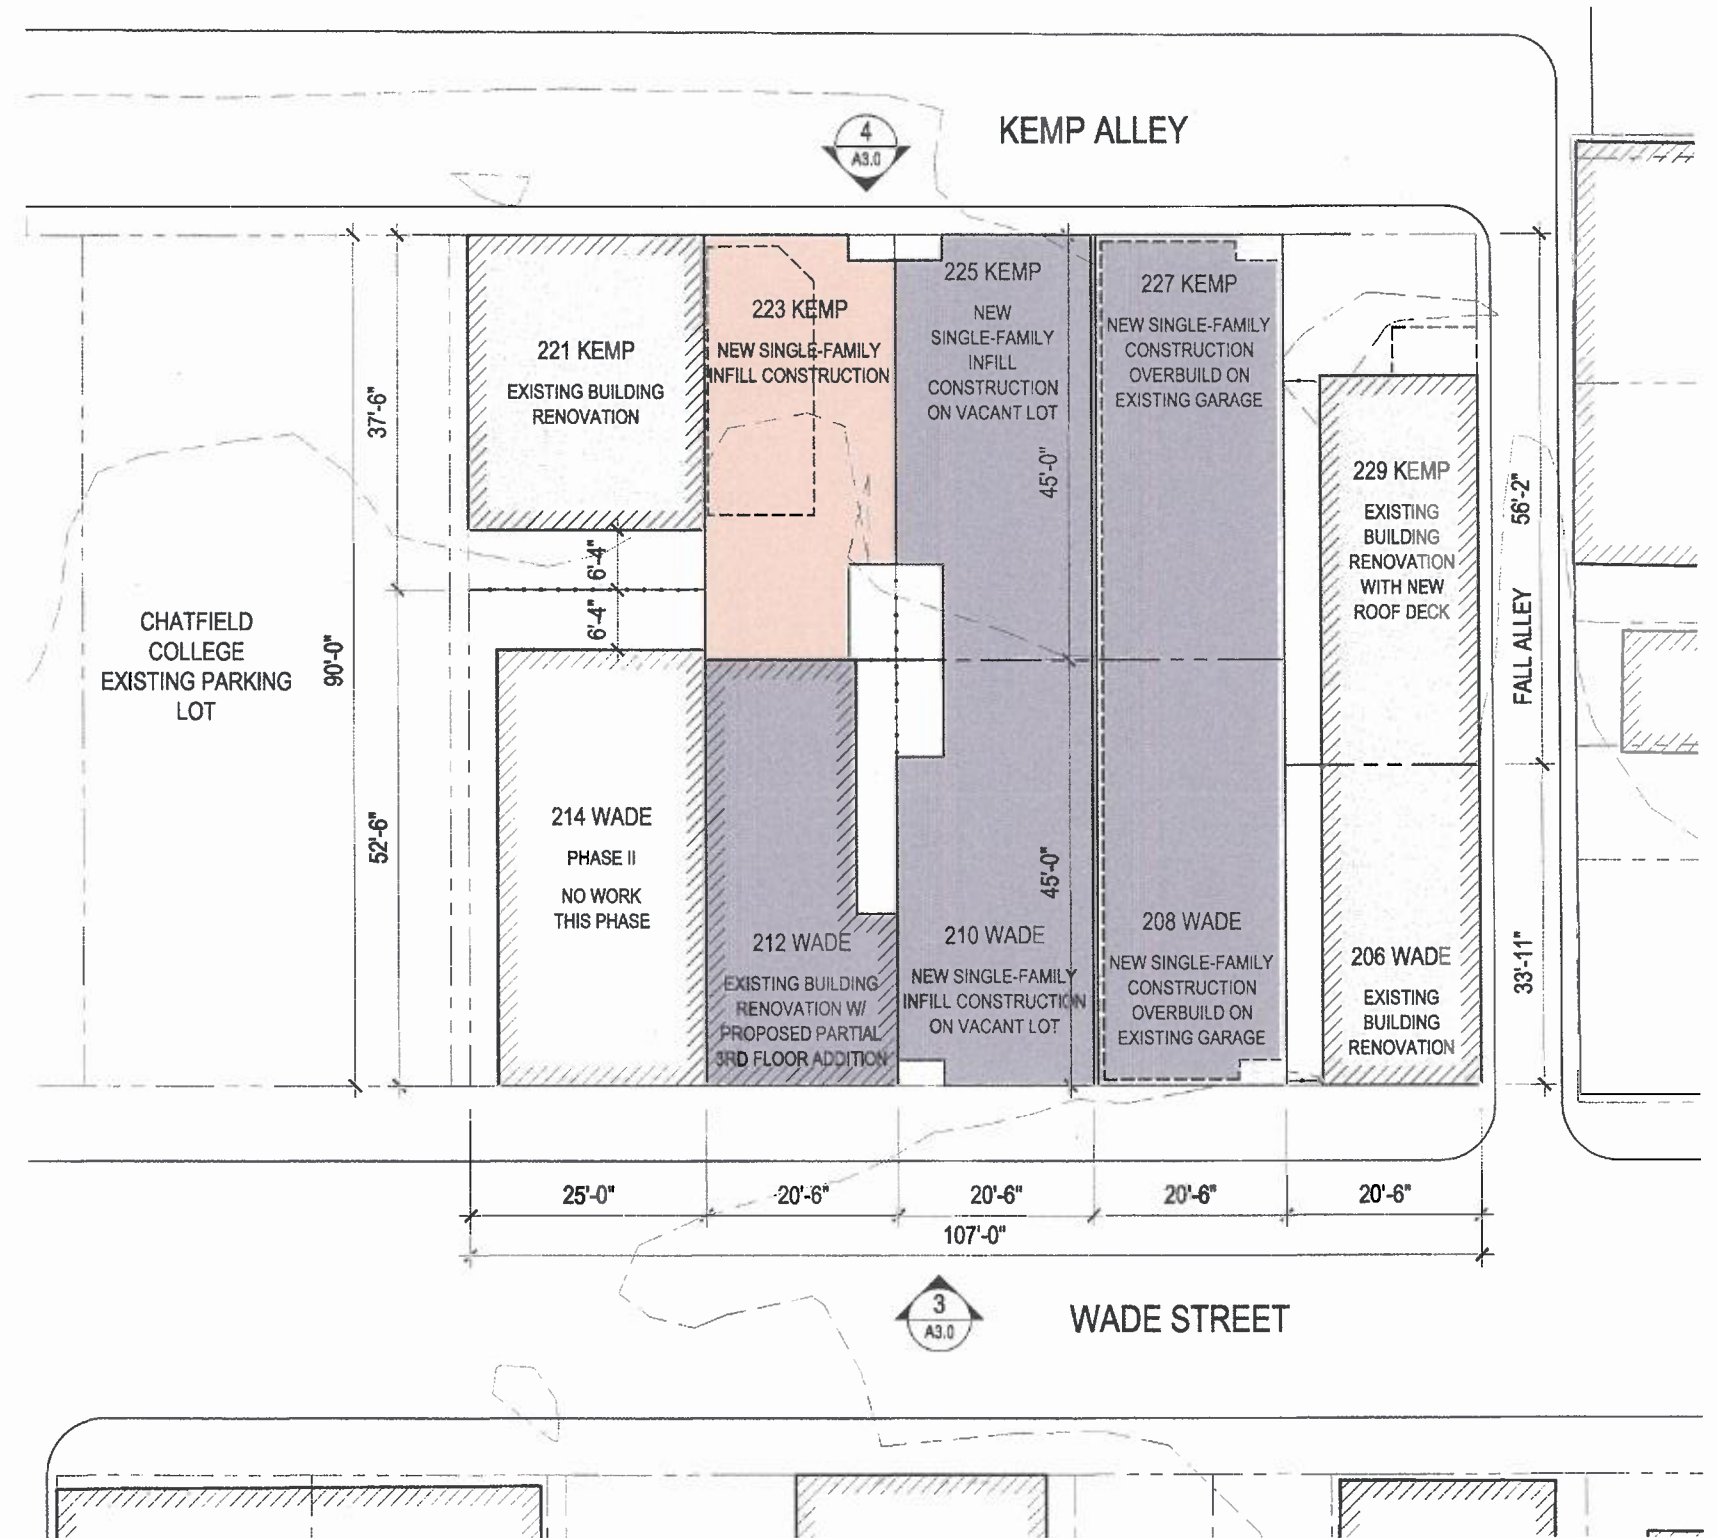 KEMP ALLEY
4
A3.0
221 KEMP
EXISTING BUILDING
RENOVATION
223 KEMP
NEW SINGLE-FAMILY
INFILL CONSTRUCTION
225 KEMP
NEW
SINGLE-FAMILY
INFILL
CONSTRUCTION
ON VACANT LOT
227 KEMP
NEW SINGLE-FAMILY
CONSTRUCTION
OVERBUILD ON
EXISTING GARAGE
229 KEMP
EXISTING
BUILDING
RENOVATION
WITH NEW
ROOF DECK
37'-6"
45'-0"
56'-2"
6'-4"
6'-4"
FALL ALLEY
CHATFIELD
COLLEGE
EXISTING PARKING
LOT
90'-0"
52'-6"
214 WADE
PHASE II
NO WORK
THIS PHASE
212 WADE
EXISTING BUILDING
RENOVATION W/
PROPOSED PARTIAL
3RD FLOOR ADDITION
45'-0"
210 WADE
NEW SINGLE-FAMILY
INFILL CONSTRUCTION
ON VACANT LOT
208 WADE
NEW SINGLE-FAMILY
CONSTRUCTION
OVERBUILD ON
EXISTING GARAGE
206 WADE
EXISTING
BUILDING
RENOVATION
33'-11"
25'-0"
20'-6"
20'-6"
20'-6"
20'-6"
107'-0"
3
A3.0
WADE STREET